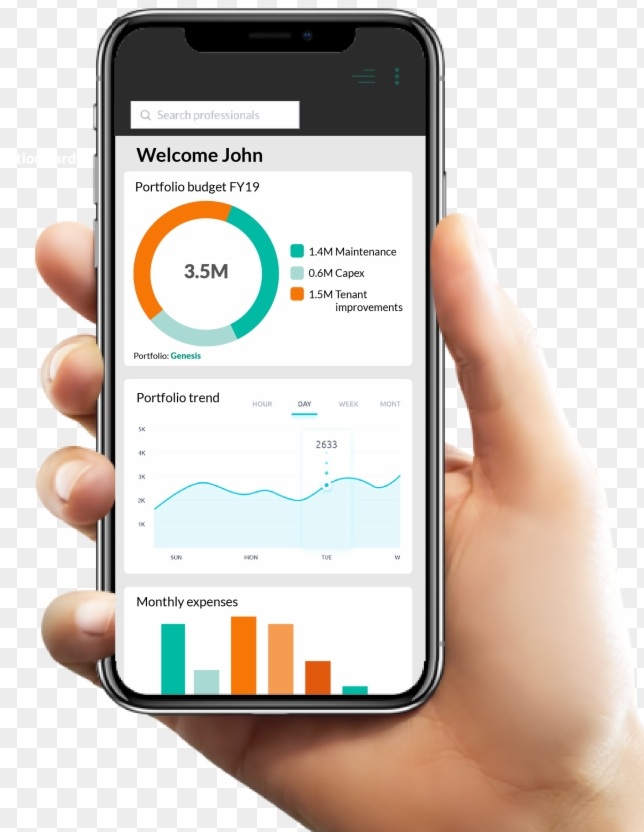 Search professionals
tion
ard
Welcome John
Portfolio budget FY19
3.5M
1.4M Maintenance
0.6M Capex
1.5M Tenant
improvements
Portfolio: Genesis
Portfolio trend
HOUR DAY WEEK MONT
5K
4K
3K
2K
1K
2633
SUN MON TUE W
Monthly expenses